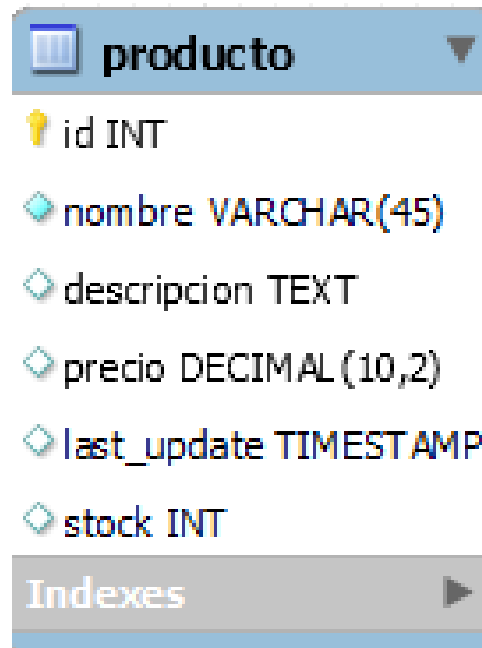 producto
id INT
nombre VARCHAR(45)
descripcion TEXT
precio DECIMAL(10,2)
last_update TIMESTAMP
stock INT
Indexes